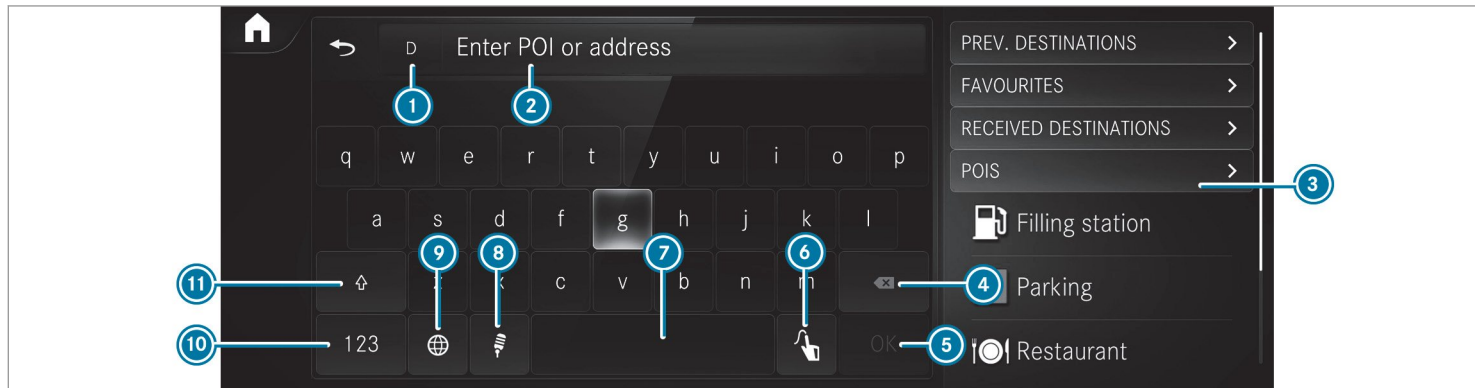 D Enter POI or address
1 2
q w e r t y u i o p
a s d f g h j k l
9 8 7 6
11 z x c v b n m 4
10 123 OK 5
PREV. DESTINATIONS
FAVOURITES
RECEIVED DESTINATIONS
POIS
3
Filling station
Parking
Restaurant